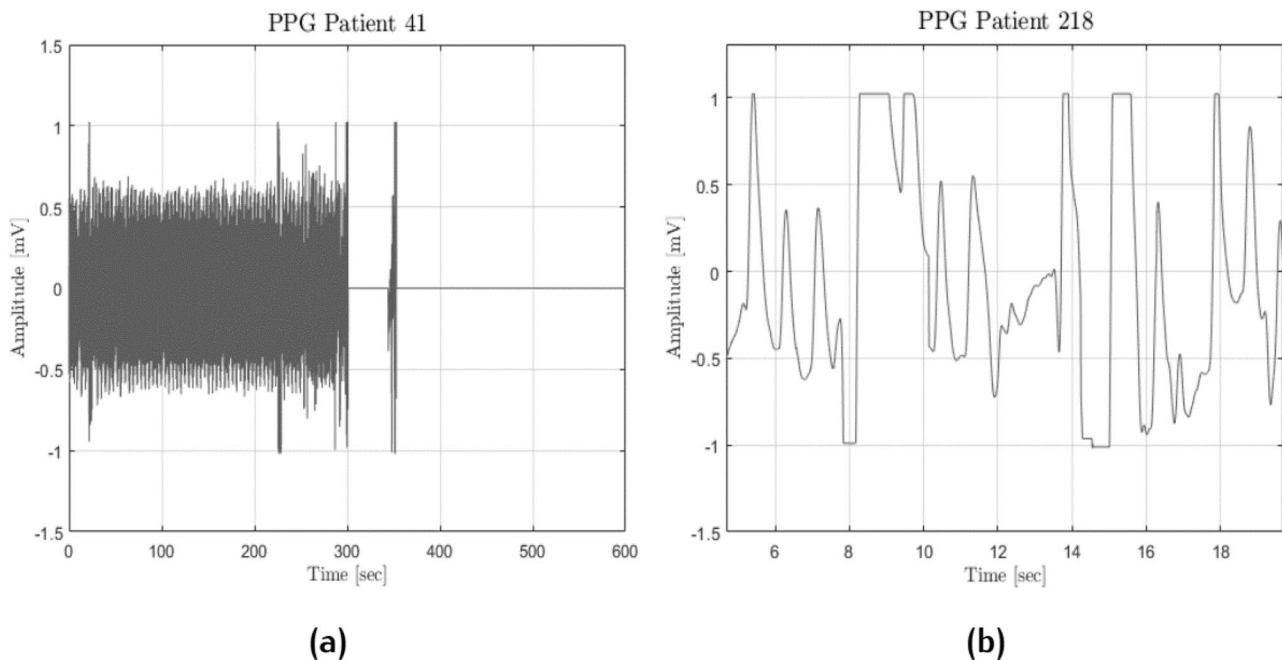 PPG Patient 41
1.5
1
0.5
0
-0.5
-1
-1.5
Amplitude [mV]
0 100 200 300 400 500 600
Time [sec]
(a)
PPG Patient 218
1
0.5
0
-0.5
-1
-1.5
Amplitude [mV]
6 8 10 12 14 16 18
Time [sec]
(b)